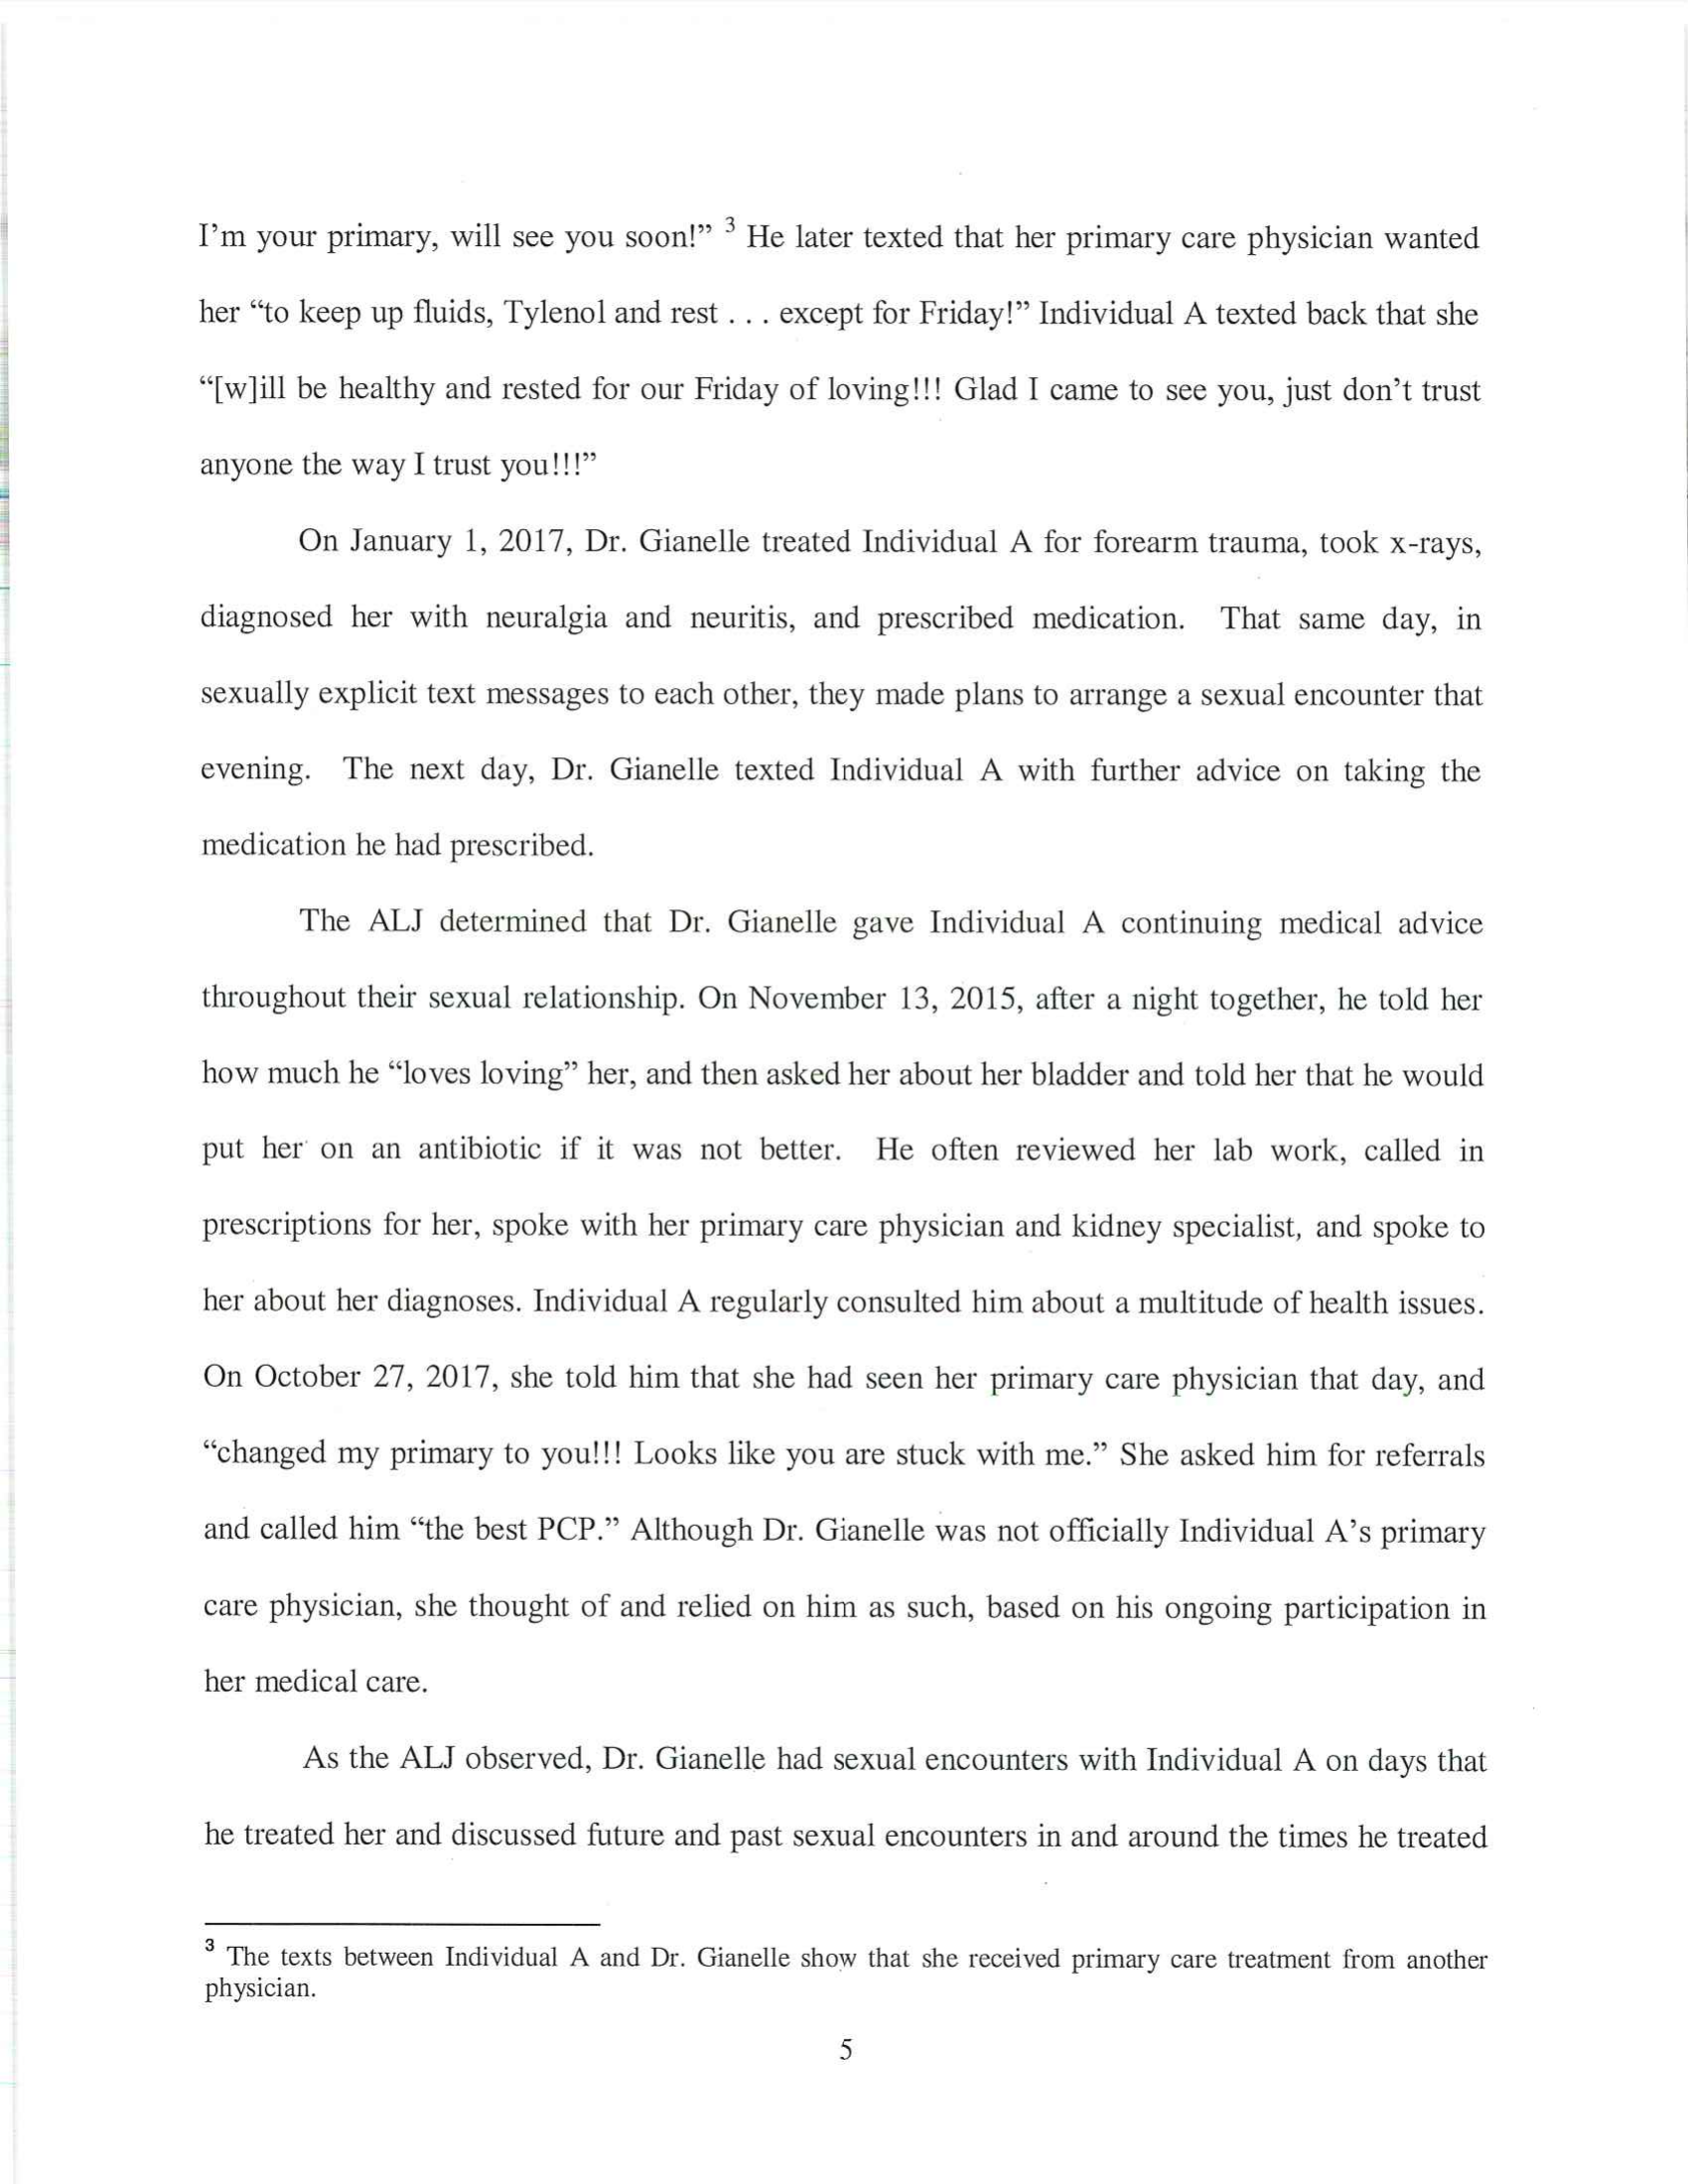 I’m your primary, will see you soon!” 3 He later texted that her primary care physician wanted
her “to keep up fluids, Tylenol and rest . . . except for Friday!” Individual A texted back that she
“[w]ill be healthy and rested for our Friday of loving!!! Glad I came to see you, just don’t trust
anyone the way I trust you!!!”
On January 1, 2017, Dr. Gianelle treated Individual A for forearm trauma, took x-rays,
diagnosed her with neuralgia and neuritis, and prescribed medication. That same day, in
sexually explicit text messages to each other, they made plans to arrange a sexual encounter that
evening. The next day, Dr. Gianelle texted Individual A with further advice on taking the
medication he had prescribed.
The ALJ determined that Dr. Gianelle gave Individual A continuing medical advice
throughout their sexual relationship. On November 13, 2015, after a night together, he told her
how much he “loves loving” her, and then asked her about her bladder and told her that he would
put her on an antibiotic if it was not better. He often reviewed her lab work, called in
prescriptions for her, spoke with her primary care physician and kidney specialist, and spoke to
her about her diagnoses. Individual A regularly consulted him about a multitude of health issues.
On October 27, 2017, she told him that she had seen her primary care physician that day, and
“changed my primary to you!!! Looks like you are stuck with me.” She asked him for referrals
and called him “the best PCP.” Although Dr. Gianelle was not officially Individual A’s primary
care physician, she thought of and relied on him as such, based on his ongoing participation in
her medical care.
As the ALJ observed, Dr. Gianelle had sexual encounters with Individual A on days that
he treated her and discussed future and past sexual encounters in and around the times he treated
3 The texts between Individual A and Dr. Gianelle show that she received primary care treatment from another
physician.
5